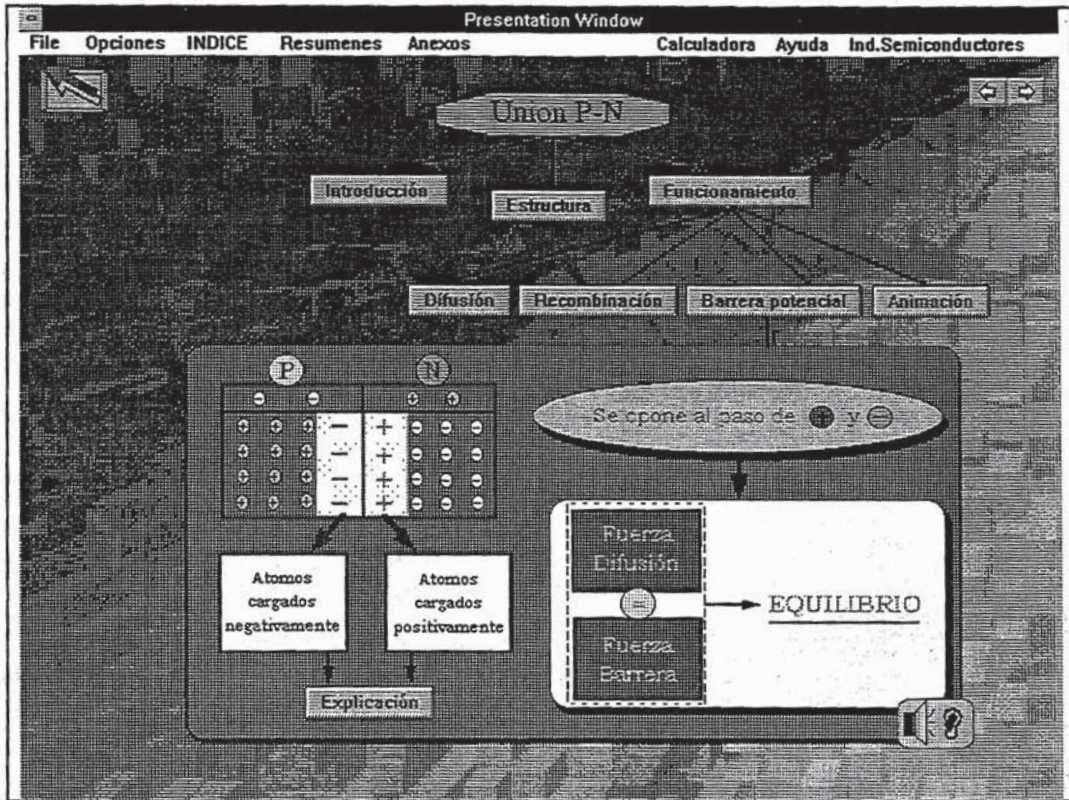 Presentation Window
File Opciones INDICE Resumenes Anexos Calculadora Ayuda Ind.Semiconductores
Union P-N
Introducción Estructura Funcionamiento
Difusión Recombinación Barrera potencial Animación
P N
Se opone al paso de + y -
- +
- +
- +
- +
Fuerza
Difusión
=
Fuerza
Barrera
EQUILIBRIO
Atomos
cargados
negativamente
Atomos
cargados
positivamente
Explicación